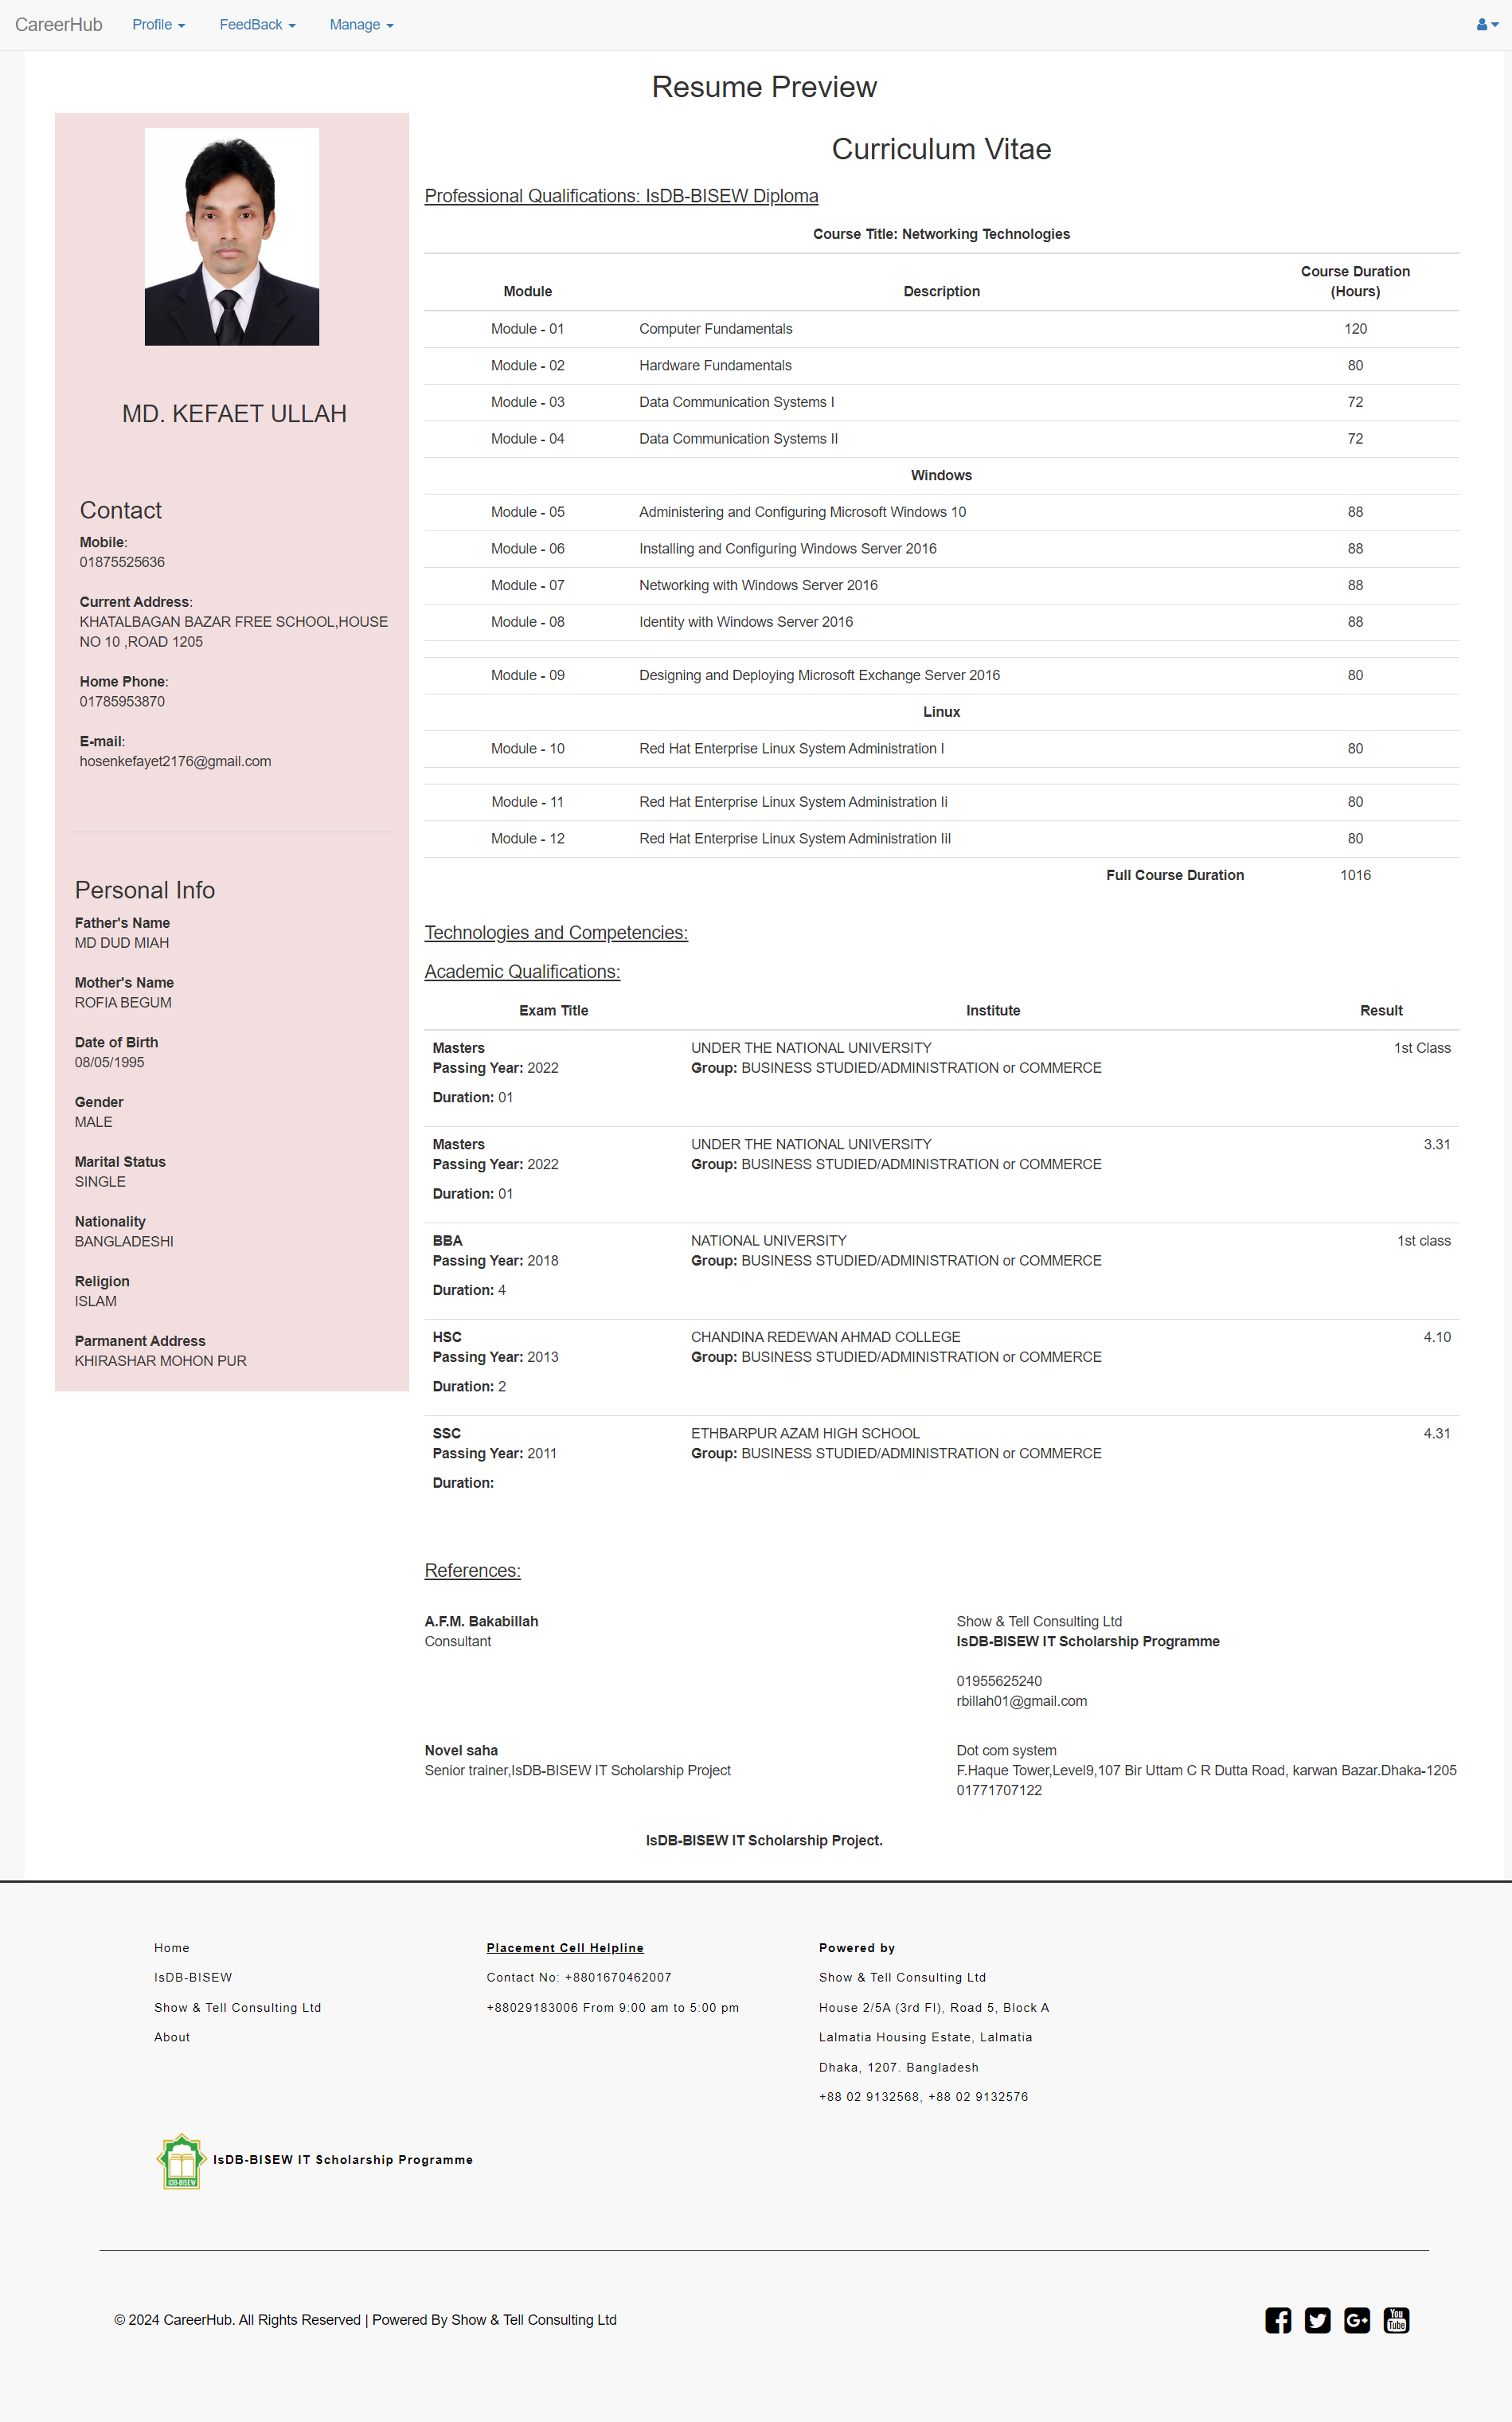 CareerHub Profile FeedBack Manage
Resume Preview
MD. KEFAET ULLAH
Contact
Mobile:
01875525636
Current Address:
KHATALBAGAN BAZAR FREE SCHOOL,HOUSE
NO 10 ,ROAD 1205
Home Phone:
01785953870
E-mail:
hosenkefayet2176@gmail.com
Personal Info
Father's Name
MD DUD MIAH
Mother's Name
ROFIA BEGUM
Date of Birth
08/05/1995
Gender
MALE
Marital Status
SINGLE
Nationality
BANGLADESHI
Religion
ISLAM
Parmanent Address
KHIRASHAR MOHON PUR
Curriculum Vitae
Professional Qualifications: IsDB-BISEW Diploma
Course Title: Networking Technologies
Course Duration
Module Description (Hours)
Module - 01 Computer Fundamentals 120
Module - 02 Hardware Fundamentals 80
Module - 03 Data Communication Systems I 72
Module - 04 Data Communication Systems II 72
Windows
Module - 05 Administering and Configuring Microsoft Windows 10 88
Module - 06 Installing and Configuring Windows Server 2016 88
Module - 07 Networking with Windows Server 2016 88
Module - 08 Identity with Windows Server 2016 88
Module - 09 Designing and Deploying Microsoft Exchange Server 2016 80
Linux
Module - 10 Red Hat Enterprise Linux System Administration I 80
Module - 11 Red Hat Enterprise Linux System Administration Ii 80
Module - 12 Red Hat Enterprise Linux System Administration Iil 80
Full Course Duration 1016
Technologies and Competencies:
Academic Qualifications:
Exam Title Institute Result
Masters UNDER THE NATIONAL UNIVERSITY 1st Class
Passing Year: 2022 Group: BUSINESS STUDIED/ADMINISTRATION or COMMERCE
Duration: 01
Masters UNDER THE NATIONAL UNIVERSITY 3.31
Passing Year: 2022 Group: BUSINESS STUDIED/ADMINISTRATION or COMMERCE
Duration: 01
BBA NATIONAL UNIVERSITY 1st class
Passing Year: 2018 Group: BUSINESS STUDIED/ADMINISTRATION or COMMERCE
Duration: 4
HSC CHANDINA REDEWAN AHMAD COLLEGE 4.10
Passing Year: 2013 Group: BUSINESS STUDIED/ADMINISTRATION or COMMERCE
Duration: 2
SSC ETHBARPUR AZAM HIGH SCHOOL 4.31
Passing Year: 2011 Group: BUSINESS STUDIED/ADMINISTRATION or COMMERCE
Duration:
References:
A.F.M. Bakabillah Show & Tell Consulting Ltd
Consultant IsDB-BISEW IT Scholarship Programme
01955625240
rbillah01@gmail.com
Novel saha Dot com system
Senior trainer,IsDB-BISEW IT Scholarship Project F.Haque Tower,Level9,107 Bir Uttam C R Dutta Road, karwan Bazar.Dhaka-1205
01771707122
IsDB-BISEW IT Scholarship Project.
Home
IsDB-BISEW
Show & Tell Consulting Ltd
About
Placement Cell Helpline
Contact No: +8801670462007
+88029183006 From 9:00 am to 5:00 pm
Powered by
Show & Tell Consulting Ltd
House 2/5A (3rd Fl), Road 5, Block A
Lalmatia Housing Estate, Lalmatia
Dhaka, 1207. Bangladesh
+88 02 9132568, +88 02 9132576
IDB-BISEW
IsDB-BISEW IT Scholarship Programme
© 2024 CareerHub. All Rights Reserved | Powered By Show & Tell Consulting Ltd
G+
You
Tube